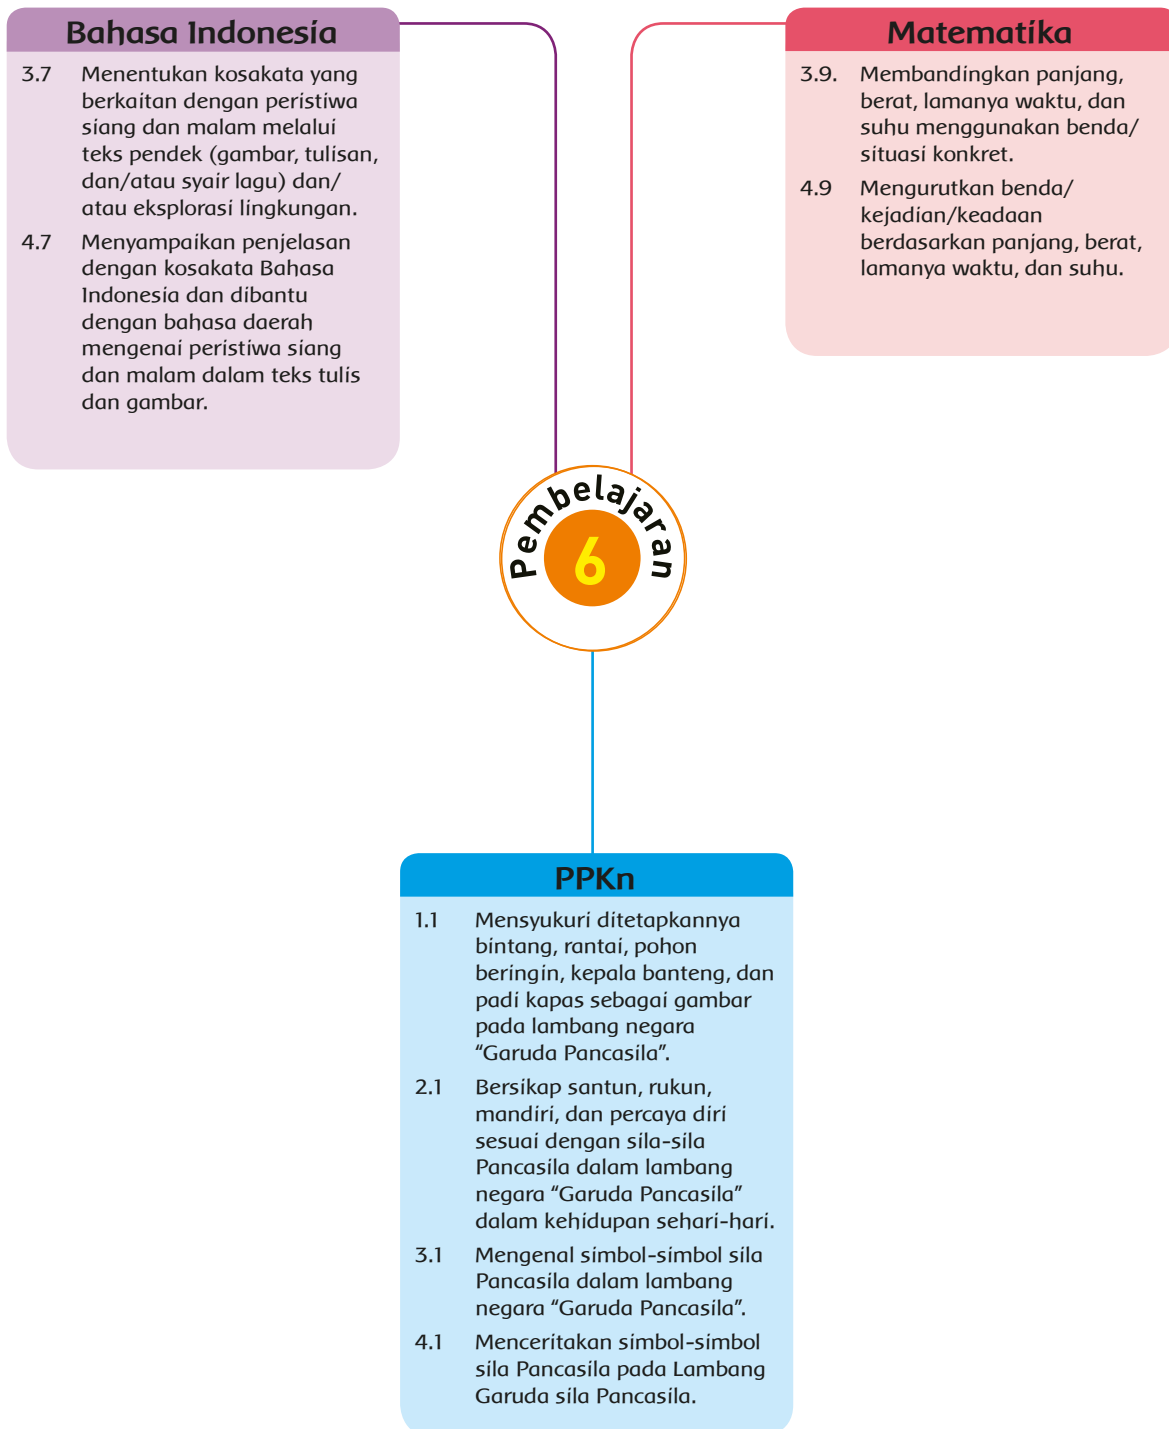 Bahasa Indonesia
3.7 Menentukan kosakata yang
berkaitan dengan peristiwa
siang dan malam melalui
teks pendek (gambar, tulisan,
dan/atau syair lagu) dan/
atau eksplorasi lingkungan.
4.7 Menyampaikan penjelasan
dengan kosakata Bahasa
Indonesia dan dibantu
dengan bahasa daerah
mengenai peristiwa siang
dan malam dalam teks tulis
dan gambar.
Matematika
3.9. Membandingkan panjang,
berat, lamanya waktu, dan
suhu menggunakan benda/
situasi konkret.
4.9 Mengurutkan benda/
kejadian/keadaan
berdasarkan panjang, berat,
lamanya waktu, dan suhu.
Pembelajaran
6
PPKn
1.1 Mensyukuri ditetapkannya
bintang, rantai, pohon
beringin, kepala banteng, dan
padi kapas sebagai gambar
pada lambang negara
“Garuda Pancasila”.
2.1 Bersikap santun, rukun,
mandiri, dan percaya diri
sesuai dengan sila-sila
Pancasila dalam lambang
negara “Garuda Pancasila”
dalam kehidupan sehari-hari.
3.1 Mengenal simbol-simbol sila
Pancasila dalam lambang
negara “Garuda Pancasila”.
4.1 Menceritakan simbol-simbol
sila Pancasila pada Lambang
Garuda sila Pancasila.